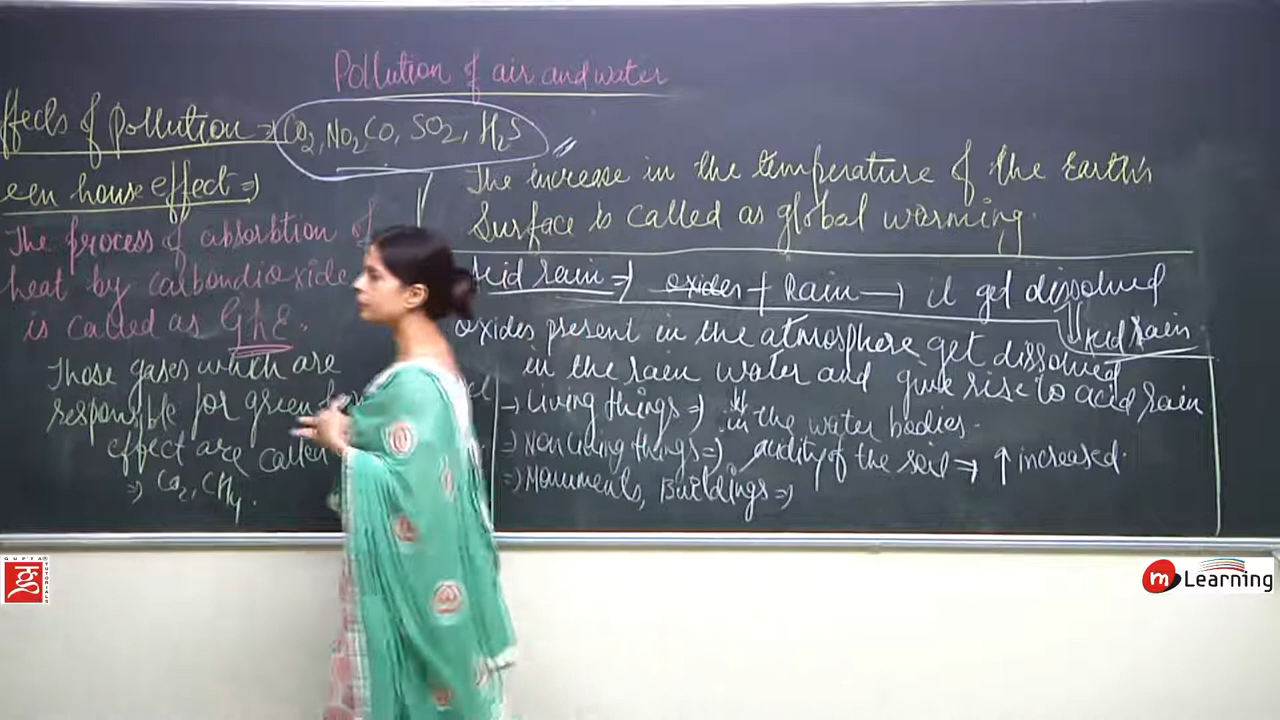 Pollution of air and water
ffects of Pollution ⇒ CO2, NO2, CO, SO2, H2S
een house effect ⇒
The process of absorbtion of
heat by carbondioxide
is called as GhE.
Those gases which are
responsible for green
effect are called
⇒ CO2, CH4.
The increase in the temperature of the Earth's
Surface is called as global warming.
Acid rain ⇒ oxides + Rain → it get dissolved
⇓ Acid rain
oxides present in the atmosphere get dissolved
in the rain water and give rise to acid rain
→ Living things ⇒ in the water bodies.
⇒ Non living things ⇒ acidity of the soil → ↑ increased.
⇒ Monuments, Buildings ⇒
GUPTA TUTORIALS
m Learning